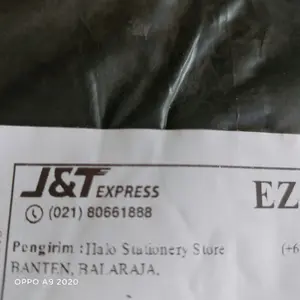 J&T EXPRESS
EZ
(021) 80661888
Pengirim : Halo Stationery Store
(+6
BANTEN, BALARAJA,
OPPO A9 2020